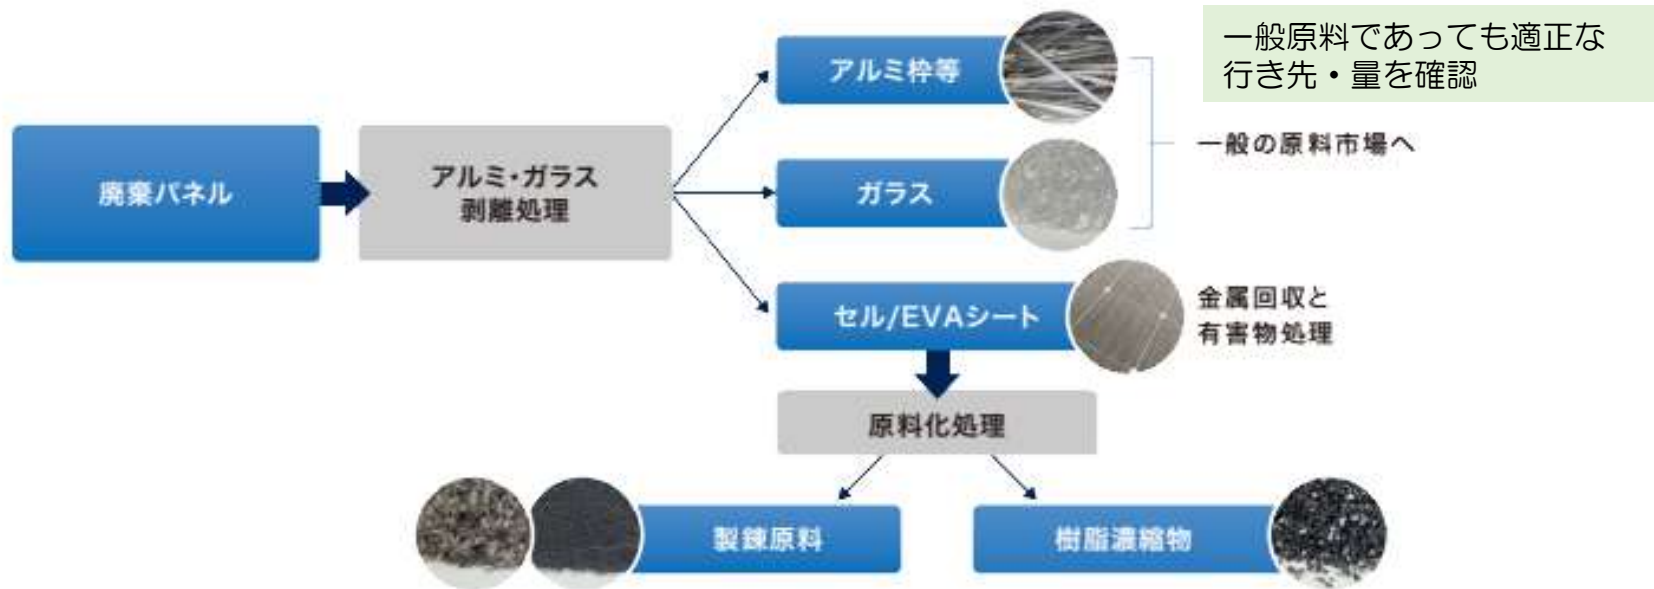 一般原料であっても適正な
行き先・量を確認
アルミ枠等
一般の原料市場へ
廃棄パネル
アルミ・ガラス
剥離処理
ガラス
セル/EVAシート
金属回収と
有害物処理
原料化処理
製錬原料
樹脂濃縮物